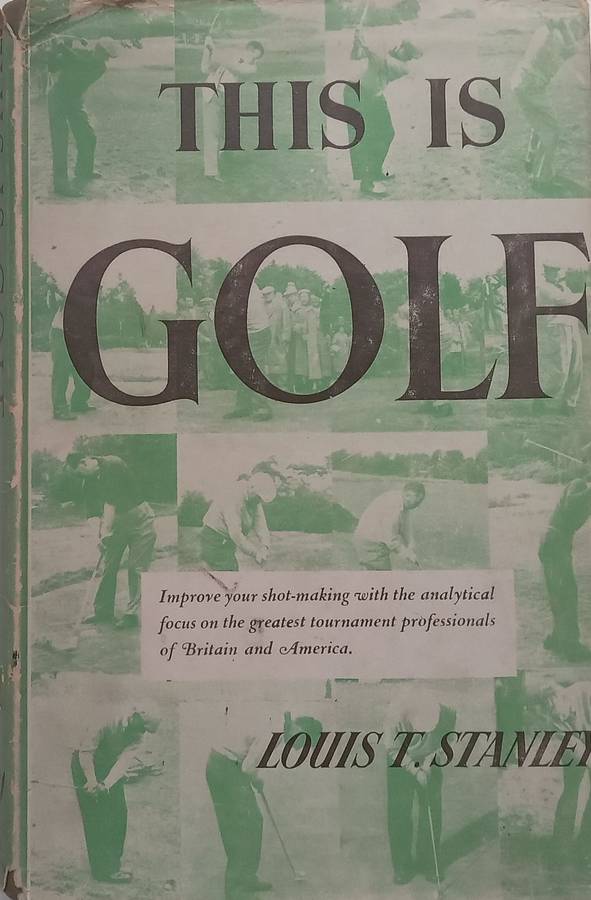 THIS IS
GOLF
Improve your shot-making with the analytical
focus on the greatest tournament professionals
of Britain and America.
LOUIS T. STANLEY